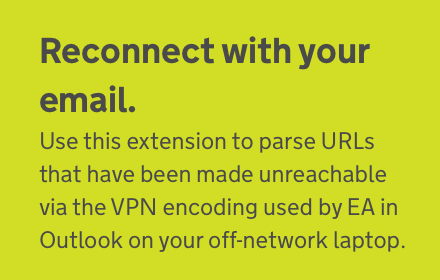 Reconnect with your
email.
Use this extension to parse URLs
that have been made unreachable
via the VPN encoding used by EA in
Outlook on your off-network laptop.